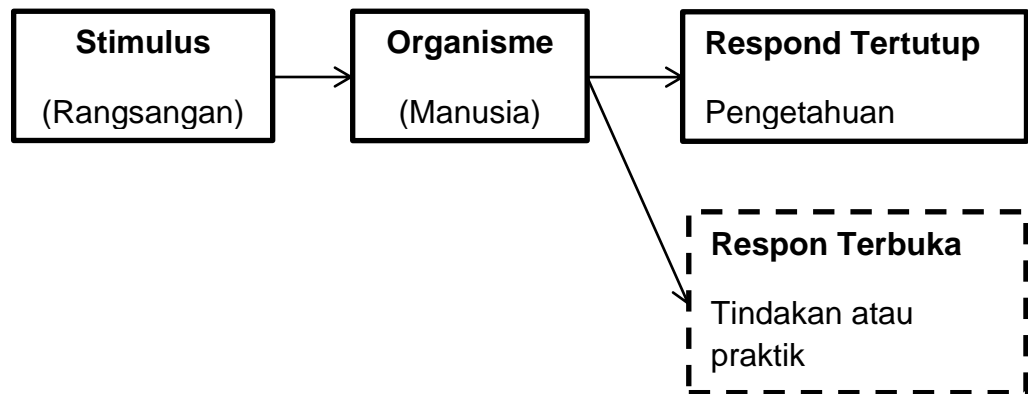 Stimulus
(Rangsangan)
Organisme
(Manusia)
Respond Tertutup
Pengetahuan
Respon Terbuka
Tindakan atau
praktik